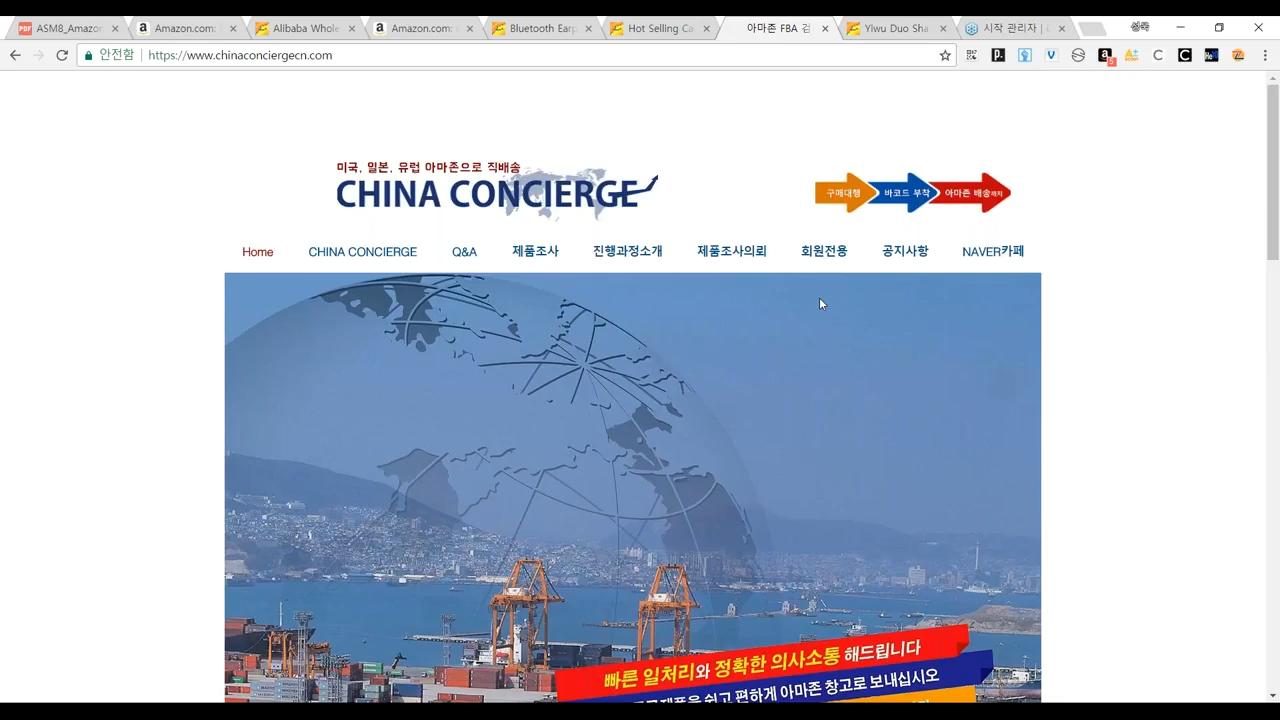 ASM8_Amazo
Amazon.com:
Alibaba Whole
Amazon.com:
Bluetooth Earp
Hot Selling Ca
아마존 FBA 검
Yiwu Duo Sha
시작 관리자 |
성욱
안전함
https://www.chinaconciergecn.com
미국, 일본, 유럽 아마존으로 직배송
CHINA CONCIERGE
구매대행
바코드 부착
아마존 배송까지
Home
CHINA CONCIERGE
Q&A
제품조사
진행과정소개
제품조사의뢰
회원전용
공지사항
NAVER카페
빠른 일처리와 정확한 의사소통 해드립니다
쉽고 편하게 아마존 창고로 보내십시오